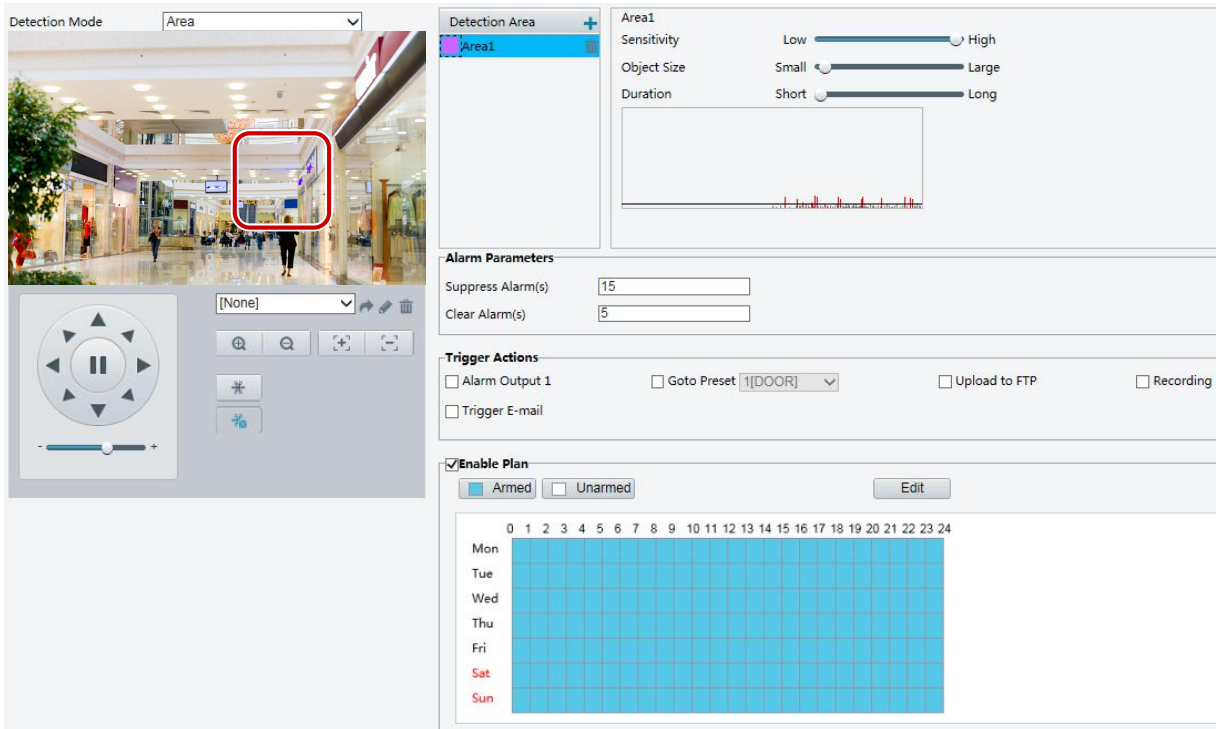 Detection Mode Area
Detection Area
Area1
Area1
Sensitivity Low High
Object Size Small Large
Duration Short Long
[None]
- +
Alarm Parameters
Suppress Alarm(s) 15
Clear Alarm(s) 5
Trigger Actions
Alarm Output 1 Goto Preset 1[DOOR] Upload to FTP Recording
Trigger E-mail
Enable Plan
Armed Unarmed Edit
0 1 2 3 4 5 6 7 8 9 10 11 12 13 14 15 16 17 18 19 20 21 22 23 24
Mon
Tue
Wed
Thu
Fri
Sat
Sun